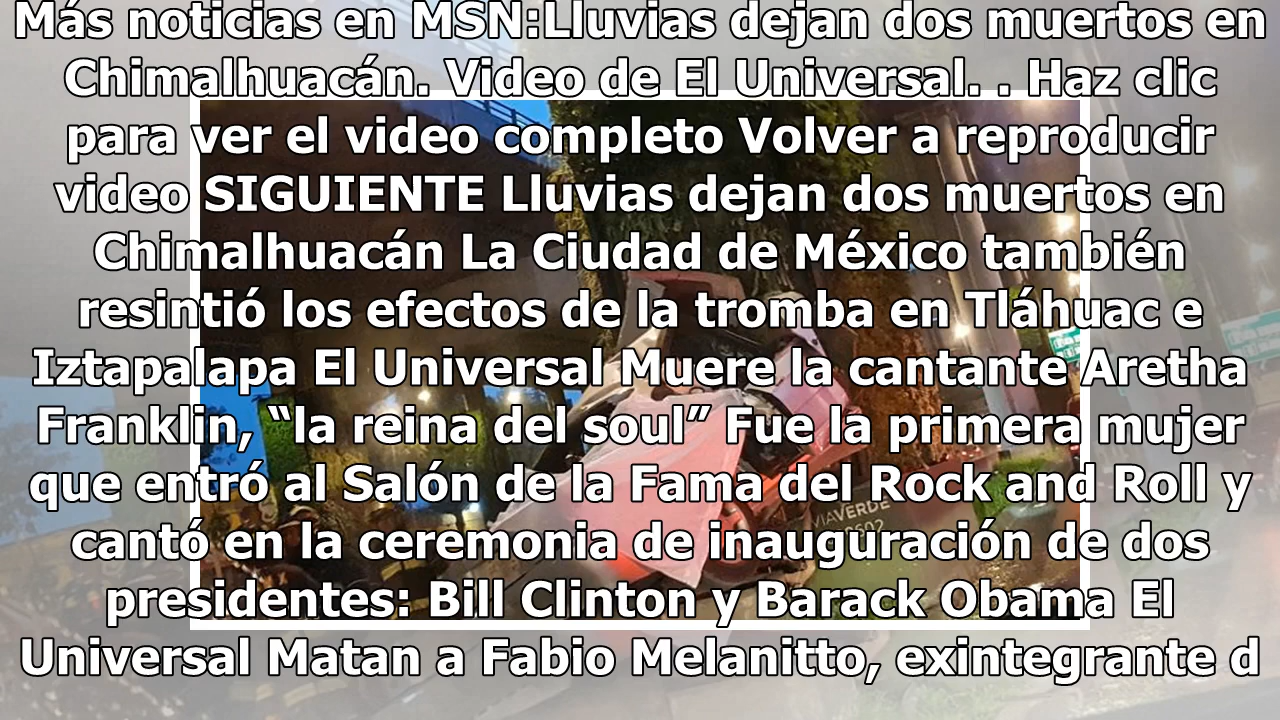 Más noticias en MSN:Lluvias dejan dos muertos en
Chimalhuacán. Video de El Universal. . Haz clic
para ver el video completo Volver a reproducir
video SIGUIENTE Lluvias dejan dos muertos en
Chimalhuacán La Ciudad de México también
resintió los efectos de la tromba en Tláhuac e
Iztapalapa El Universal Muere la cantante Aretha
Franklin, “la reina del soul” Fue la primera mujer
que entró al Salón de la Fama del Rock and Roll y
cantó en la ceremonia de inauguración de dos
presidentes: Bill Clinton y Barack Obama El
Universal Matan a Fabio Melanitto, exintegrante d
VIAVERDE